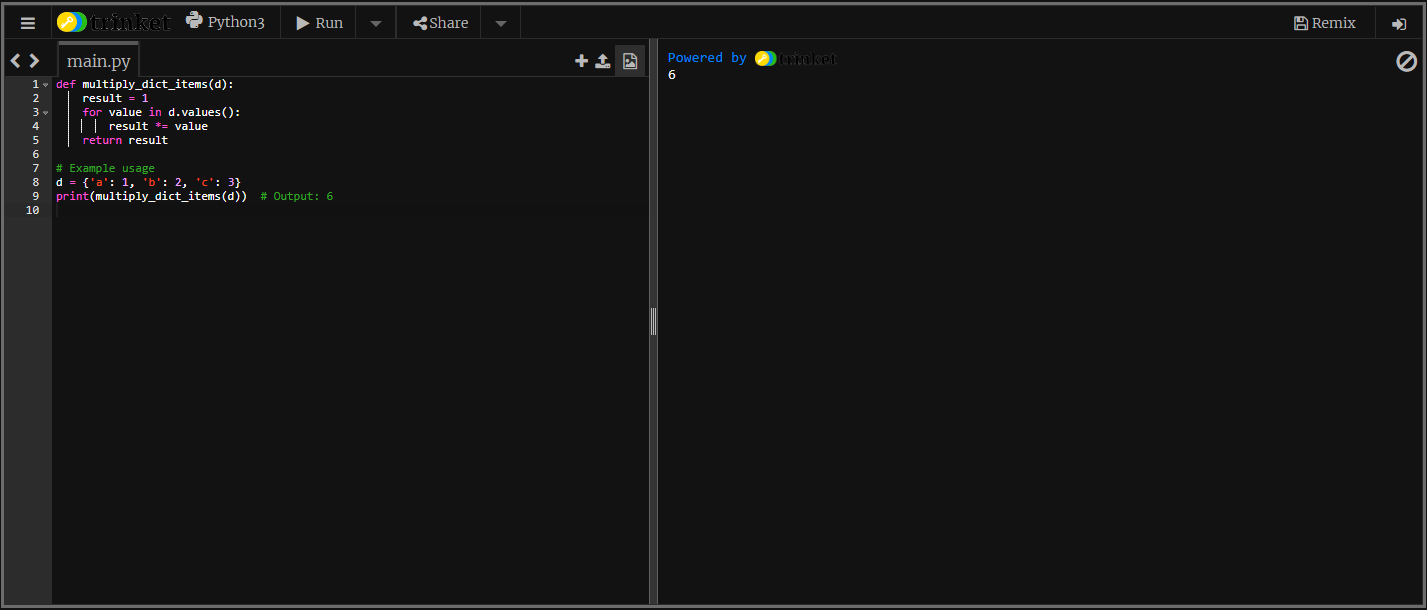 trinket Python3 Run Share Remix
main.py
1 def multiply_dict_items(d):
2     result = 1
3     for value in d.values():
4         result *= value
5     return result
6
7 # Example usage
8 d = {'a': 1, 'b': 2, 'c': 3}
9 print(multiply_dict_items(d))  # Output: 6
10
Powered by trinket
6